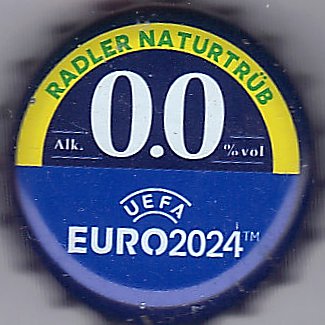 RADLER NATURTRÜB
Alk. 0.0 %vol
UEFA
EURO2024™